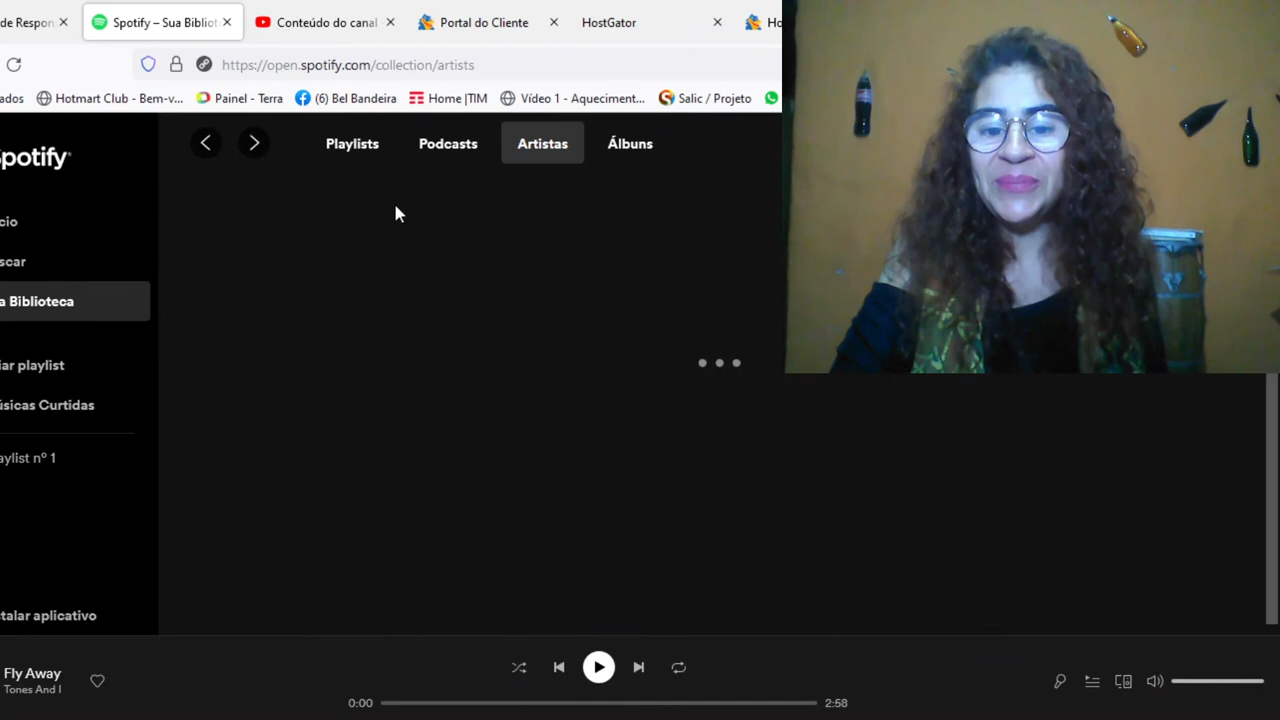 de Respon
Spotify – Sua Bibliot
Conteúdo do canal
Portal do Cliente
HostGator
Ho
https://open.spotify.com/collection/artists
ados
Hotmart Club - Bem-v...
Painel - Terra
(6) Bel Bandeira
Home |TIM
Vídeo 1 - Aqueciment...
Salic / Projeto
Playlists
Podcasts
Artistas
Álbuns
potify
cio
scar
a Biblioteca
iar playlist
úsicas Curtidas
aylist nº 1
stalar aplicativo
Fly Away
Tones And I
0:00
2:58